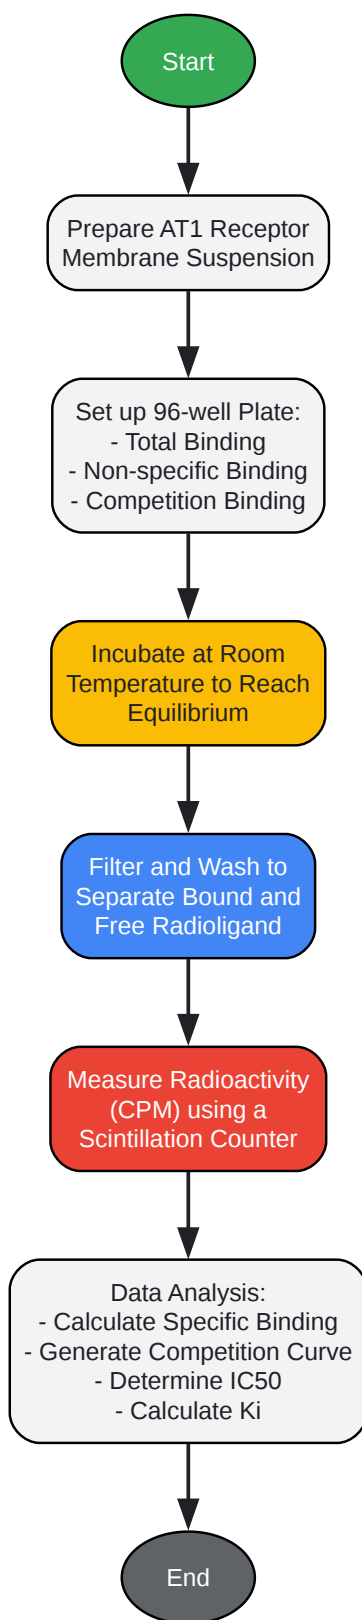 Start
Prepare AT1 Receptor
Membrane Suspension
Set up 96-well Plate:
- Total Binding
- Non-specific Binding
- Competition Binding
Incubate at Room
Temperature to Reach
Equilibrium
Filter and Wash to
Separate Bound and
Free Radioligand
Measure Radioactivity
(CPM) using a
Scintillation Counter
Data Analysis:
- Calculate Specific Binding
- Generate Competition Curve
- Determine IC50
- Calculate Ki
End